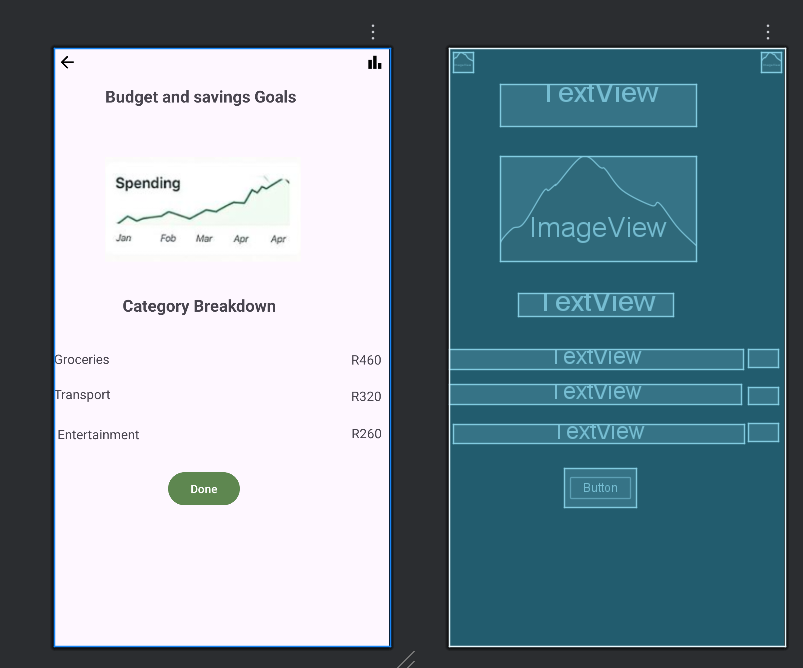 Budget and savings Goals
Spending
Jan Fob Mar Apr Apr
Category Breakdown
Groceries R460
Transport R320
Entertainment R260
Done
TextView
ImageView
TextView
TextView
TextView
TextView
Button